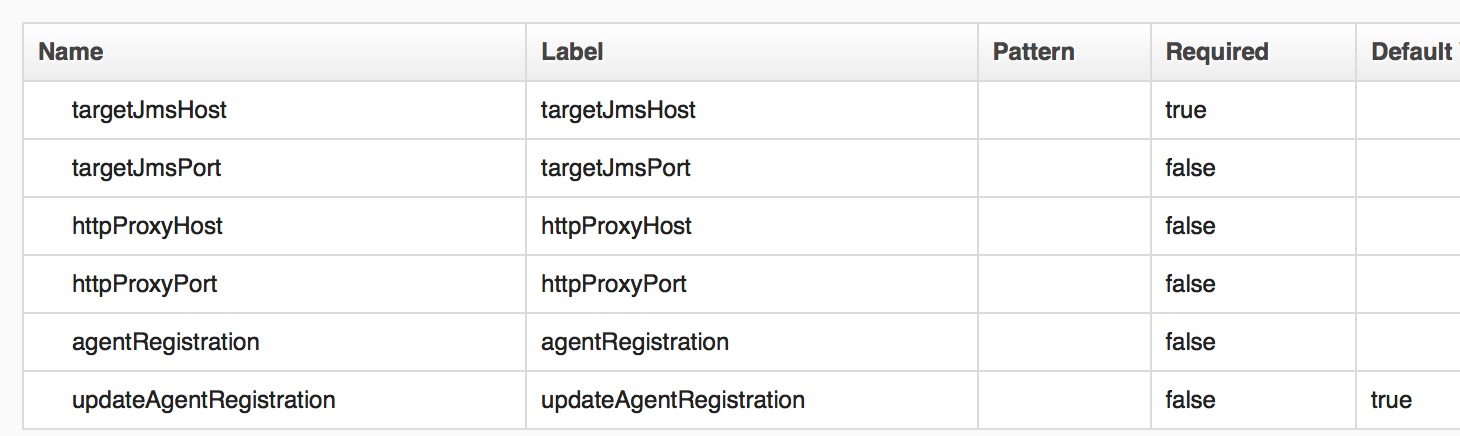 Name Label Pattern Required Default
targetJmsHost targetJmsHost true
targetJmsPort targetJmsPort false
httpProxyHost httpProxyHost false
httpProxyPort httpProxyPort false
agentRegistration agentRegistration false
updateAgentRegistration updateAgentRegistration false true